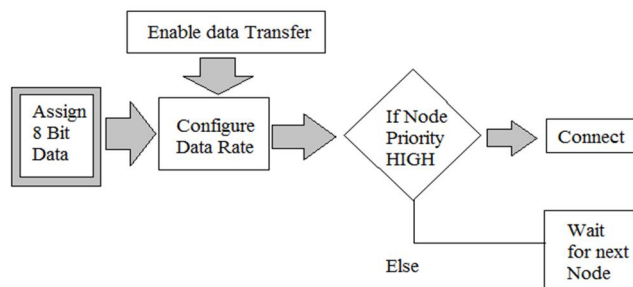 Enable data Transfer
Assign
8 Bit
Data
Configure
Data Rate
If Node
Priority
HIGH
Connect
Else
Wait
for next
Node